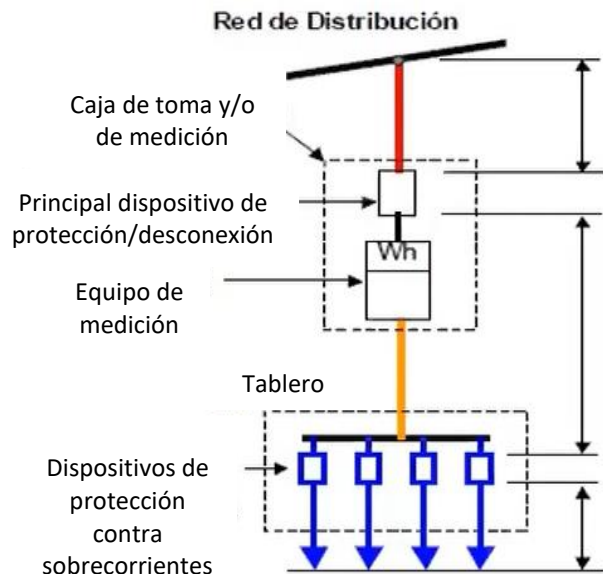 Red de Distribución
Caja de toma y/o
de medición
Principal dispositivo de
protección/desconexión
Wh
Equipo de
medición
Tablero
Dispositivos de
protección
contra
sobrecorrientes